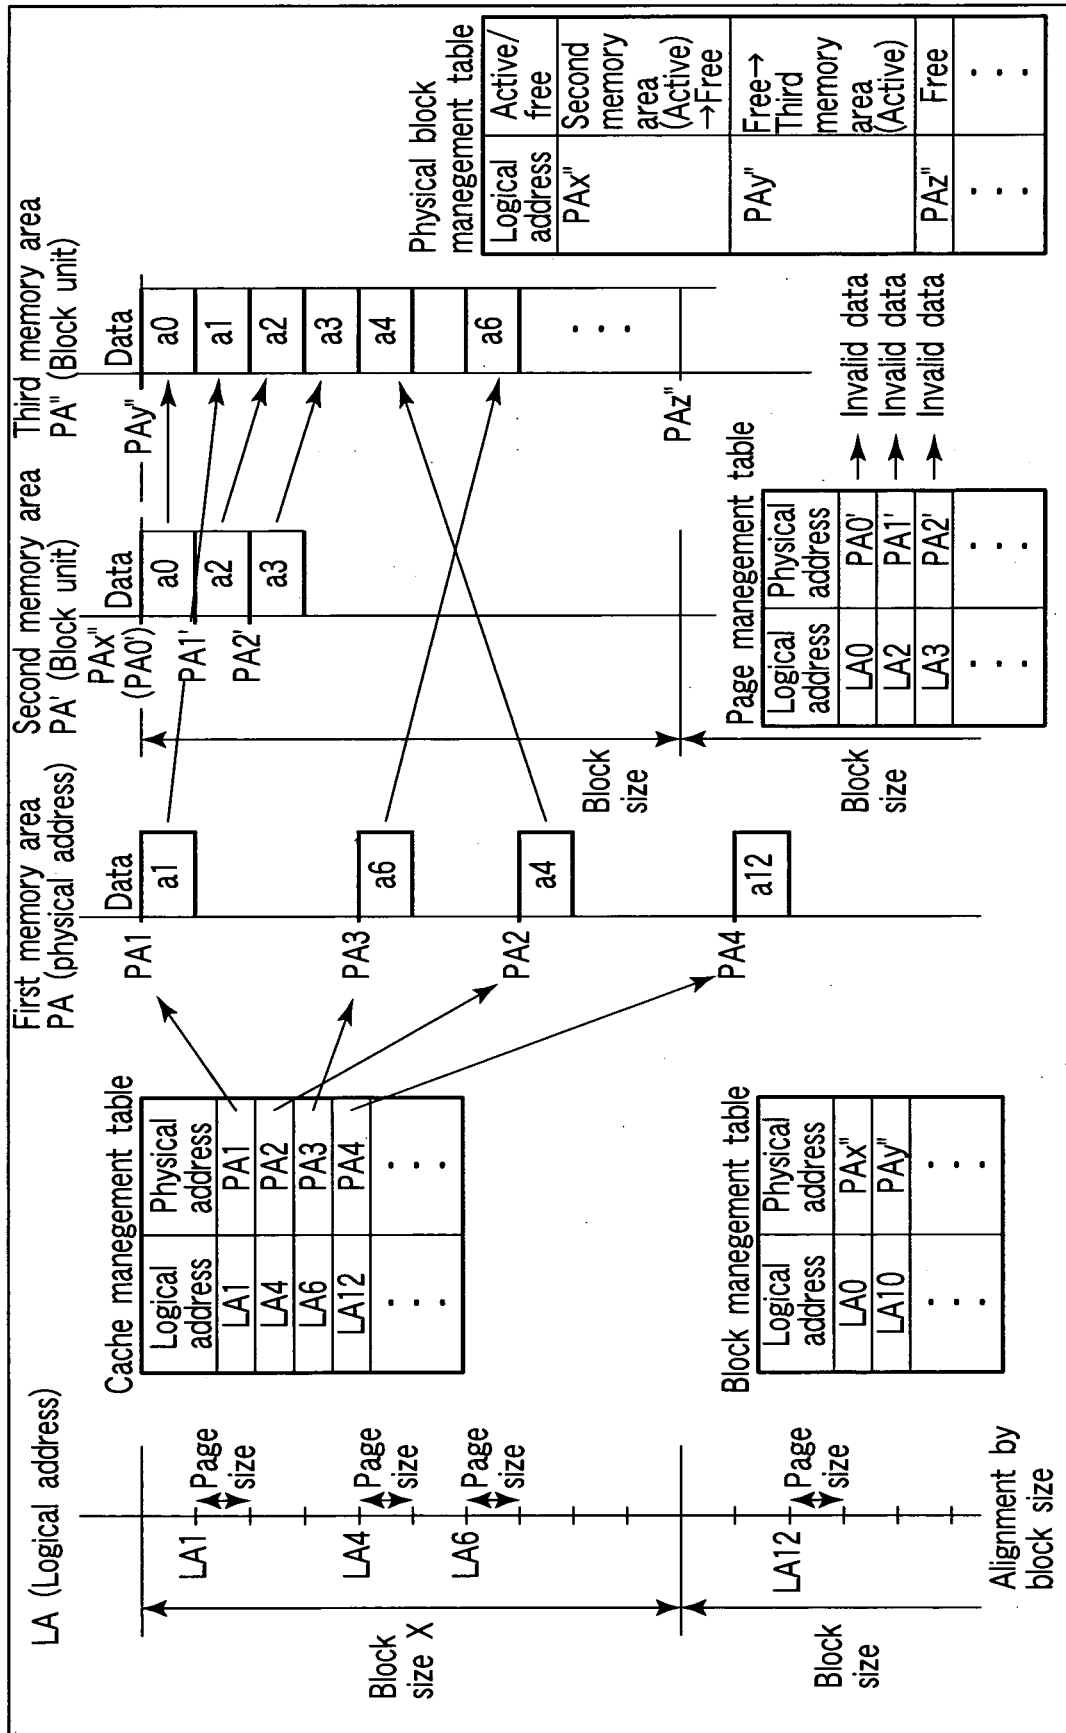 LA (Logical address)
LA1
Page
size
LA4
Page
size
LA6
Page
size
LA12
Page
size
Block
size X
Block
size
Alignment by
block size
Cache manegement table
Logical
address
Physical
address
LA1
PA1
LA4
PA2
LA6
PA3
LA12
PA4
· · ·
· · ·
Block manegement table
Logical
address
Physical
address
LA0
PAx"
LA10
PAy"
· · ·
· · ·
First memory area
PA (physical address)
Data
PA1
a1
PA3
a6
PA2
a4
PA4
a12
Second memory area
PA' (Block unit)
Data
PAx"
(PA0')
a0
PA1'
a2
PA2'
a3
Block
size
Block
size
Page manegement table
Logical
address
Physical
address
LA0
PA0'
Invalid data
LA2
PA1'
Invalid data
LA3
PA2'
Invalid data
· · ·
· · ·
Third memory area
PA" (Block unit)
Data
PAy"
a0
a1
a2
a3
a4
a6
· · ·
PAz"
Physical block
manegement table
Logical
address
Active/
free
PAx"
Second
memory
area
(Active)
→Free
PAy"
Free→
Third
memory
area
(Active)
PAz"
Free
· · ·
· · ·